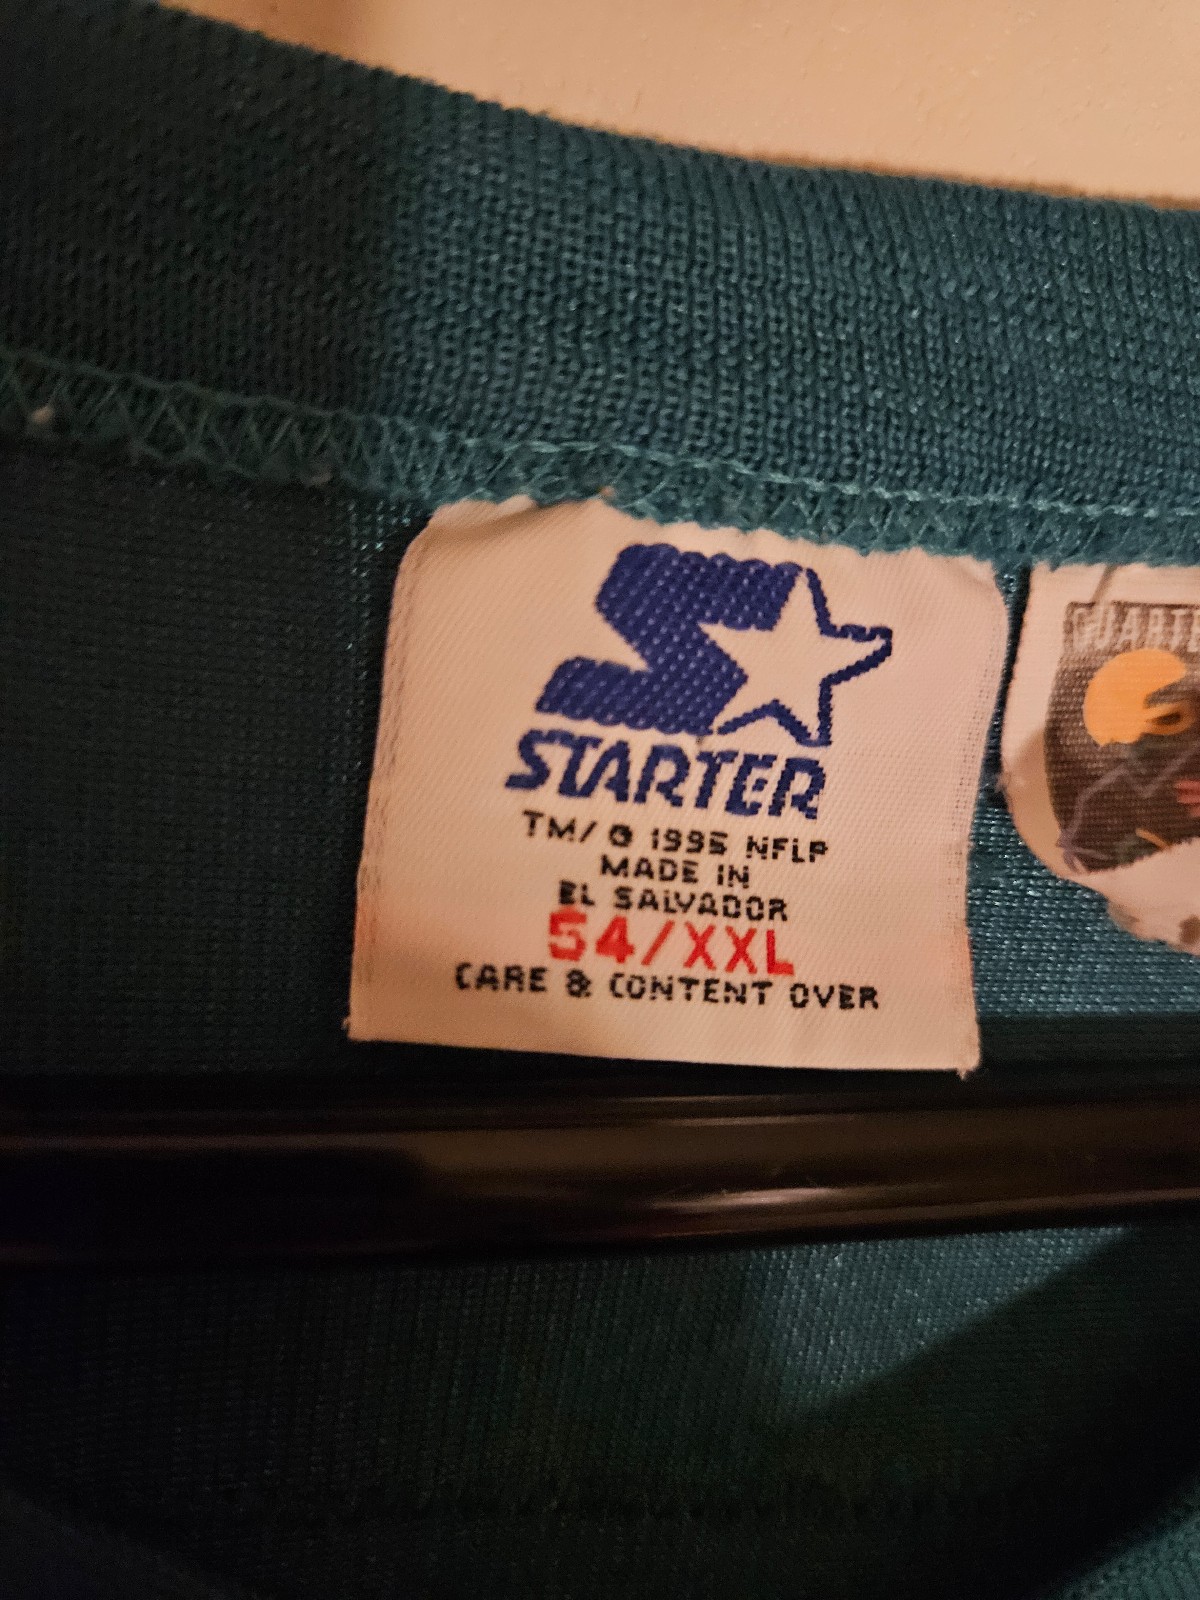 STARTER
TM/ © 1995 NFLP
MADE IN
EL SALVADOR
54/XXL
CARE & CONTENT OVER